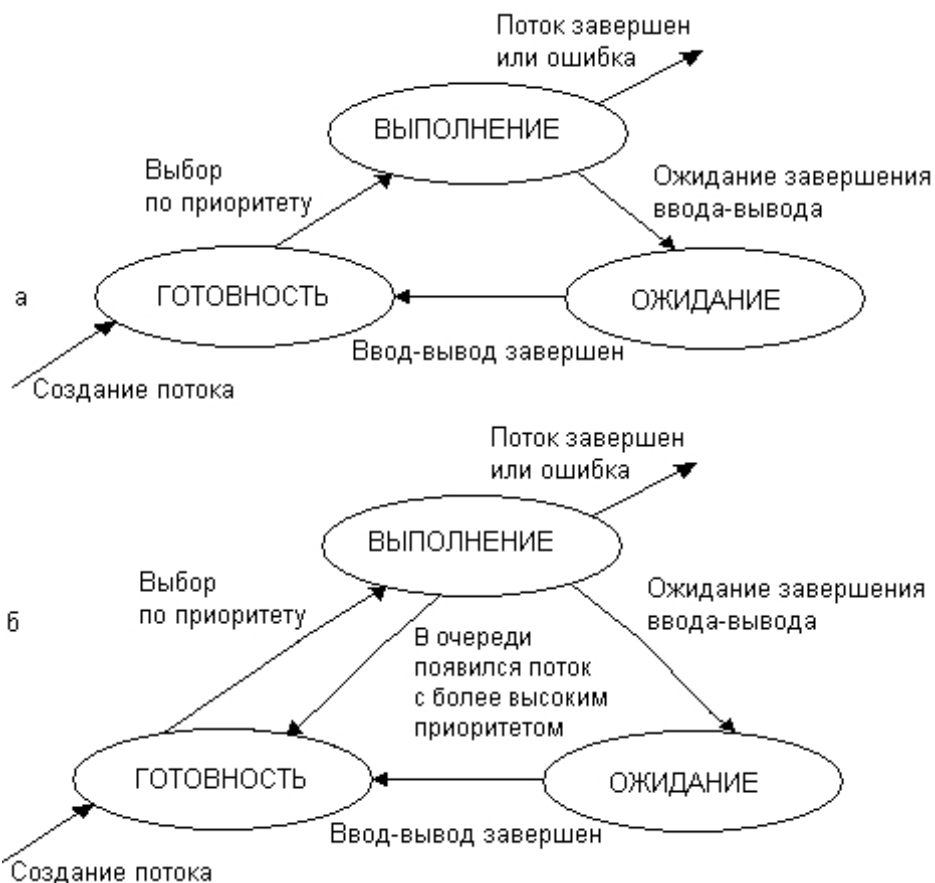 Поток завершен
или ошибка
ВЫПОЛНЕНИЕ
Выбор
по приоритету
Ожидание завершения
ввода-вывода
а
ГОТОВНОСТЬ
ОЖИДАНИЕ
Ввод-вывод завершен
Создание потока
Поток завершен
или ошибка
ВЫПОЛНЕНИЕ
Выбор
по приоритету
Ожидание завершения
ввода-вывода
б
В очереди
появился поток
с более высоким
приоритетом
ГОТОВНОСТЬ
ОЖИДАНИЕ
Ввод-вывод завершен
Создание потока